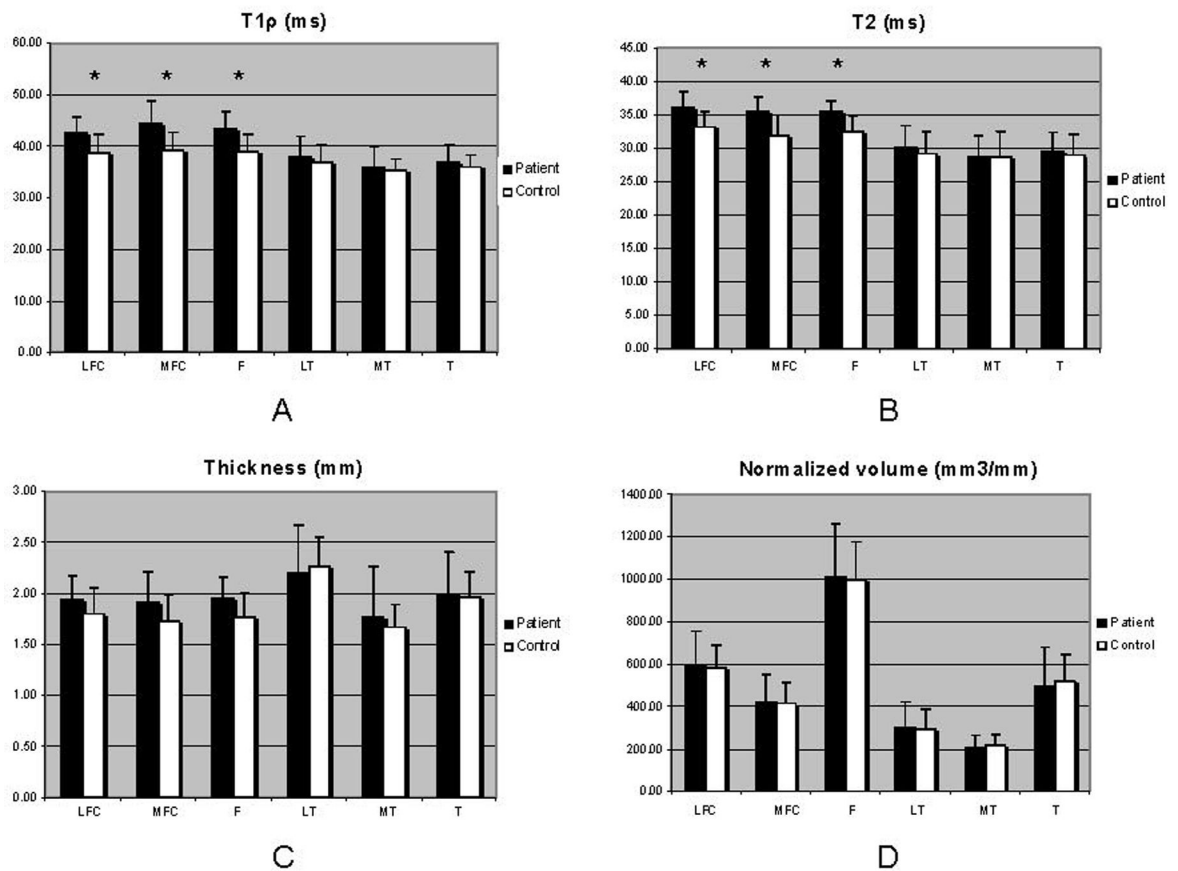 T1ρ (ms)
60.00
50.00
40.00
30.00
20.00
10.00
0.00
* * *
LFC MFC F LT MT T
Patient
Control
A
T2 (ms)
45.00
40.00
35.00
30.00
25.00
20.00
15.00
10.00
5.00
0.00
* * *
LFC MFC F LT MT T
Patient
Control
B
Thickness (mm)
3.00
2.50
2.00
1.50
1.00
0.50
0.00
LFC MFC F LT MT T
Patient
Control
C
Normalized volume (mm3/mm)
1400.00
1200.00
1000.00
800.00
600.00
400.00
200.00
0.00
LFC MFC F LT MT T
Patient
Control
D